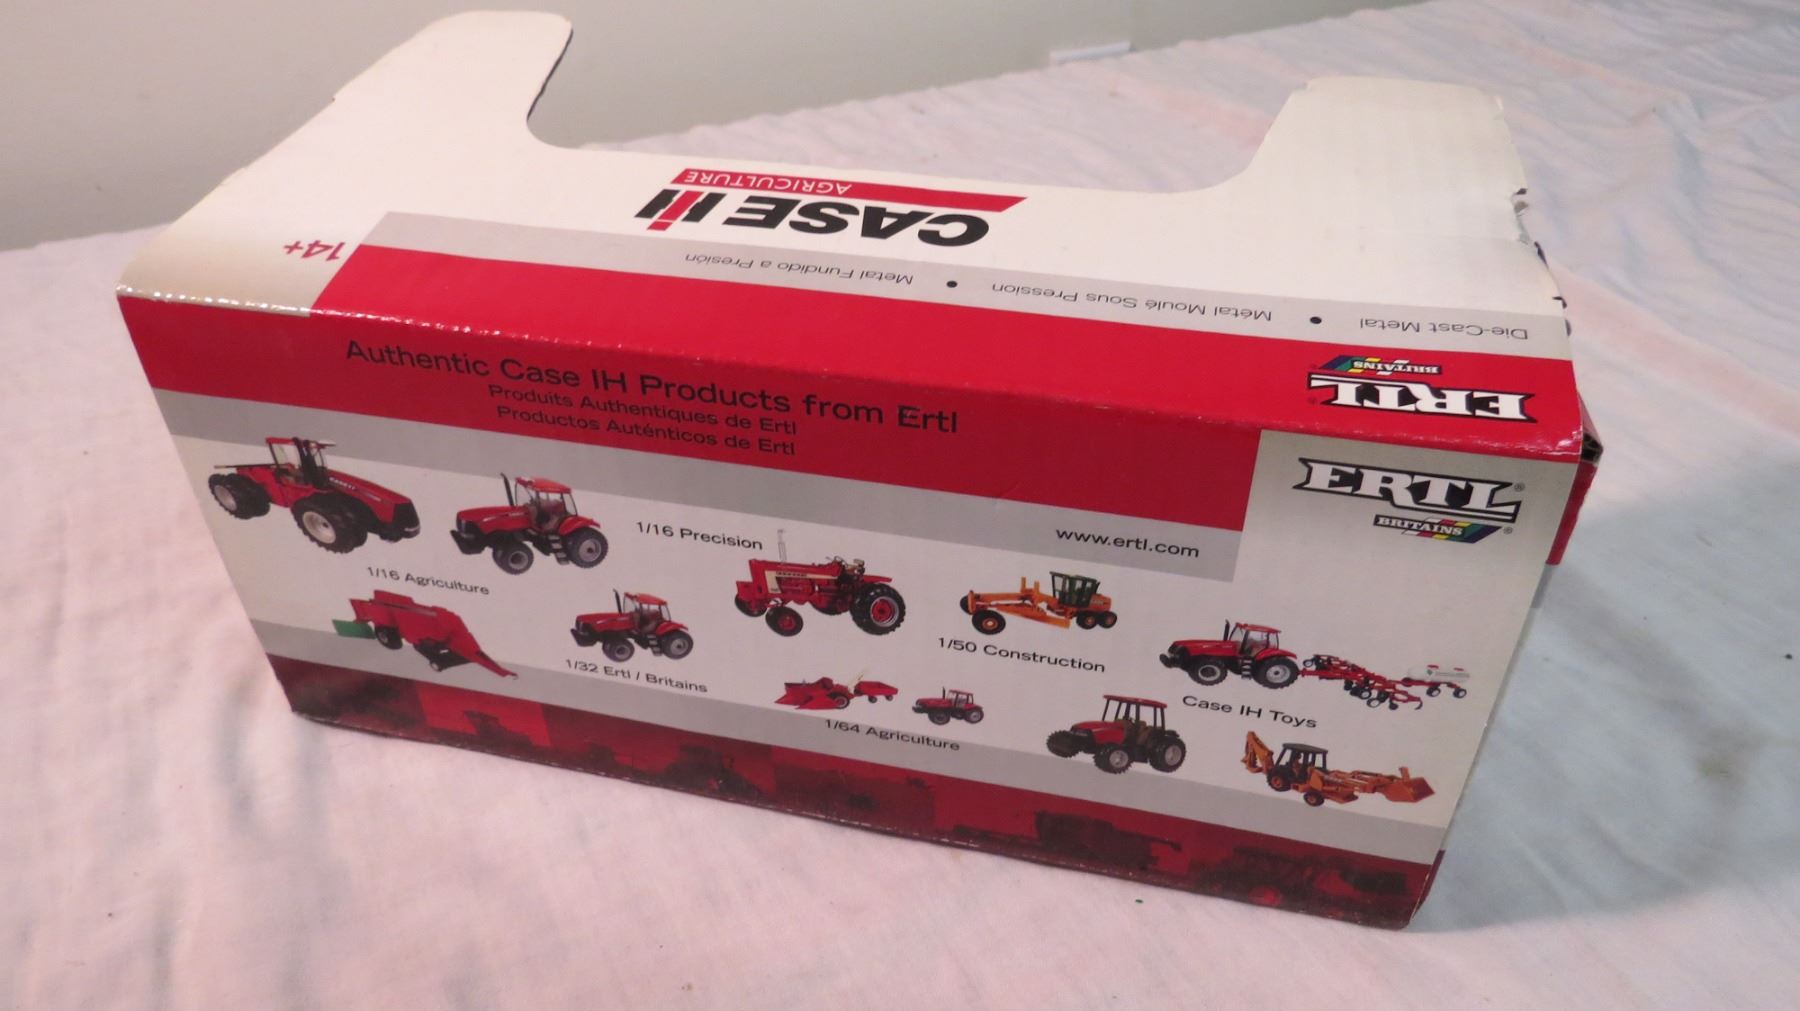 CASE IH
AGRICULTURE
14+
Die-Cast Metal • Métal Moulé Sous Pression • Metal Fundido a Presión
ERTL
BRITAINS
Authentic Case IH Products from Ertl
Produits Authentiques de Ertl
Productos Auténticos de Ertl
www.ertl.com
ERTL®
BRITAINS®
1/16 Agriculture
1/16 Precision
1/32 Ertl / Britains
1/50 Construction
1/64 Agriculture
Case IH Toys